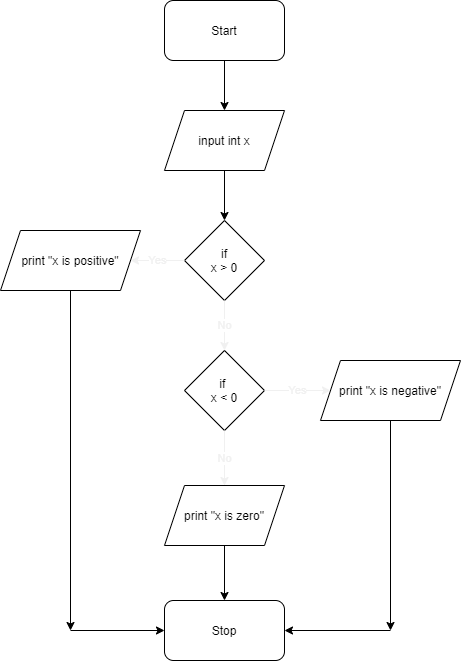 Start
input int x
if
x > 0
Yes
print "x is positive"
No
if
x < 0
Yes
print "x is negative"
No
print "x is zero"
Stop